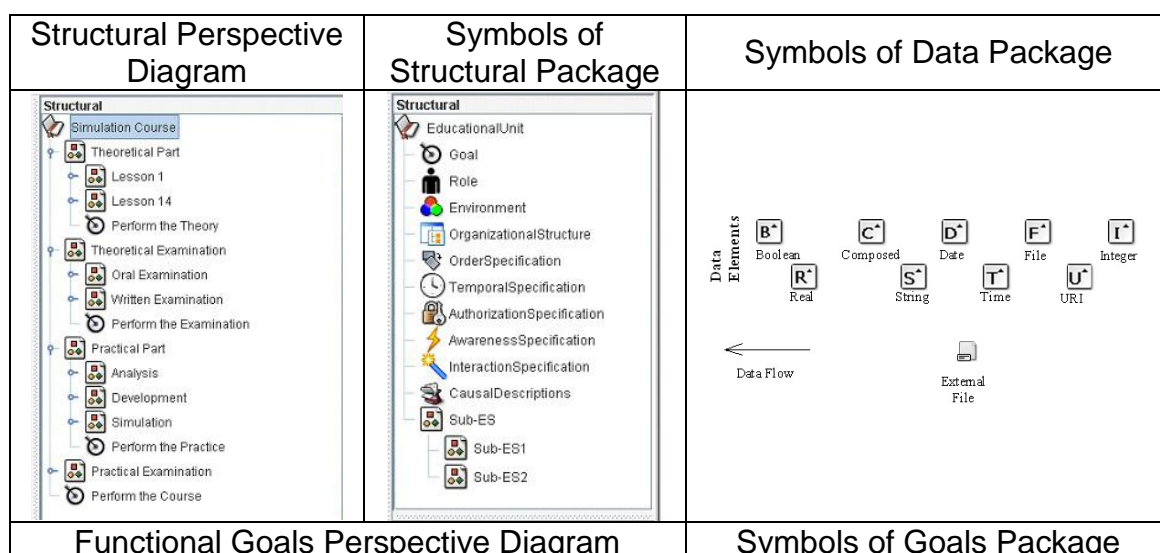 Structural Perspective
Diagram
Symbols of
Structural Package
Symbols of Data Package
Structural
Simulation Course
Theoretical Part
Lesson 1
Lesson 14
Perform the Theory
Theoretical Examination
Oral Examination
Written Examination
Perform the Examination
Practical Part
Analysis
Development
Simulation
Perform the Practice
Practical Examination
Perform the Course
Structural
EducationalUnit
Goal
Role
Environment
OrganizationalStructure
OrderSpecification
TemporalSpecification
AuthorizationSpecification
AwarenessSpecification
InteractionSpecification
CausalDescriptions
Sub-ES
Sub-ES1
Sub-ES2
Data
Elements
B C D F I
Boolean Composed Date File Integer
R S T U
Real String Time URI
Data Flow
External
File
Functional Goals Perspective Diagram
Symbols of Goals Package